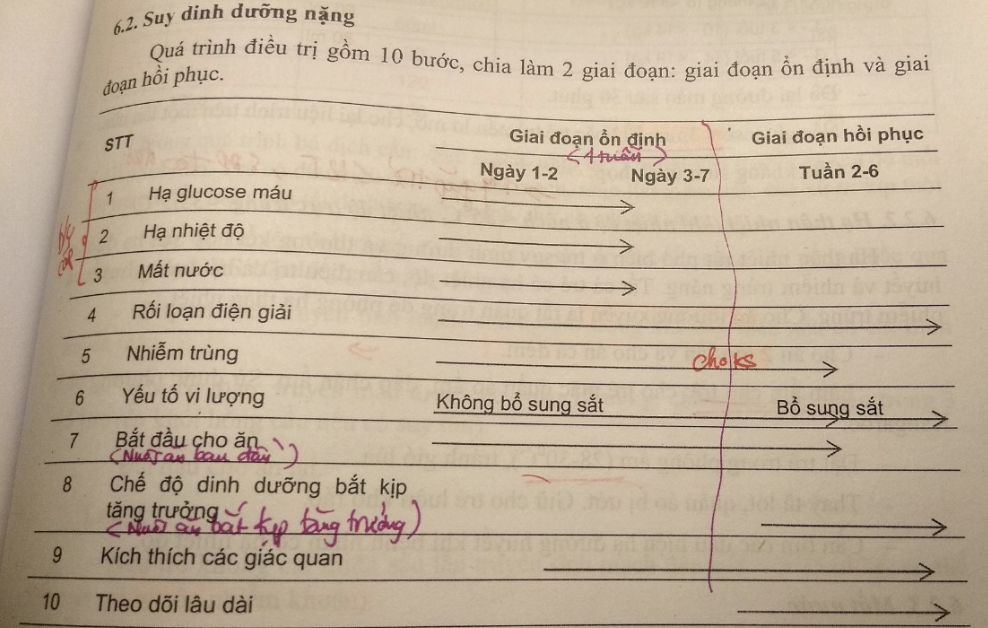 6.2. Suy dinh dưỡng nặng
Quá trình điều trị gồm 10 bước, chia làm 2 giai đoạn: giai đoạn ổn định và giai
đoạn hồi phục.
STT Giai đoạn ổn định Giai đoạn hồi phục
(1 tuần)
Ngày 1-2 Ngày 3-7 Tuần 2-6
1 Hạ glucose máu
2 Hạ nhiệt độ
3 Mất nước
4 Rối loạn điện giải
5 Nhiễm trùng
cho KS
6 Yếu tố vi lượng Không bổ sung sắt Bổ sung sắt
7 Bắt đầu cho ăn
(Nuôi ăn ban đầu)
8 Chế độ dinh dưỡng bắt kịp
tăng trưởng
(Nuôi ăn bắt kịp tăng trưởng)
9 Kích thích các giác quan
10 Theo dõi lâu dài